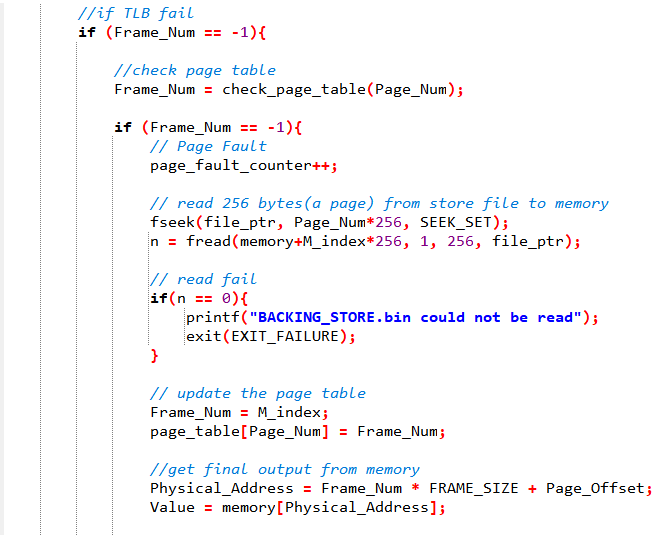 //if TLB fail
if (Frame_Num == -1){
//check page table
Frame_Num = check_page_table(Page_Num);
if (Frame_Num == -1){
// Page Fault
page_fault_counter++;
// read 256 bytes(a page) from store file to memory
fseek(file_ptr, Page_Num*256, SEEK_SET);
n = fread(memory+M_index*256, 1, 256, file_ptr);
// read fail
if(n == 0){
printf("BACKING_STORE.bin could not be read");
exit(EXIT_FAILURE);
}
// update the page table
Frame_Num = M_index;
page_table[Page_Num] = Frame_Num;
//get final output from memory
Physical_Address = Frame_Num * FRAME_SIZE + Page_Offset;
Value = memory[Physical_Address];